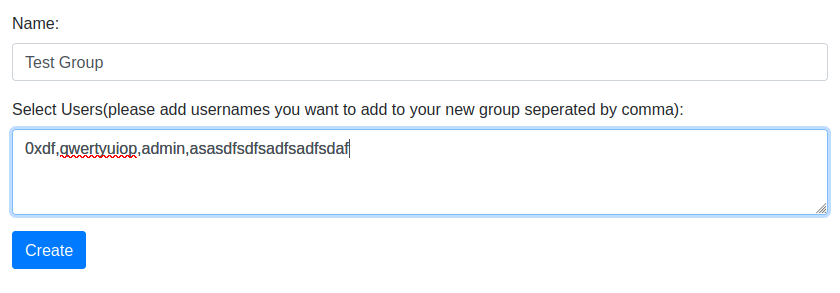 Name:
Test Group
Select Users(please add usernames you want to add to your new group seperated by comma):
0xdf,qwertyuiop,admin,asasdfsdfsadfsadfsdaf
Create